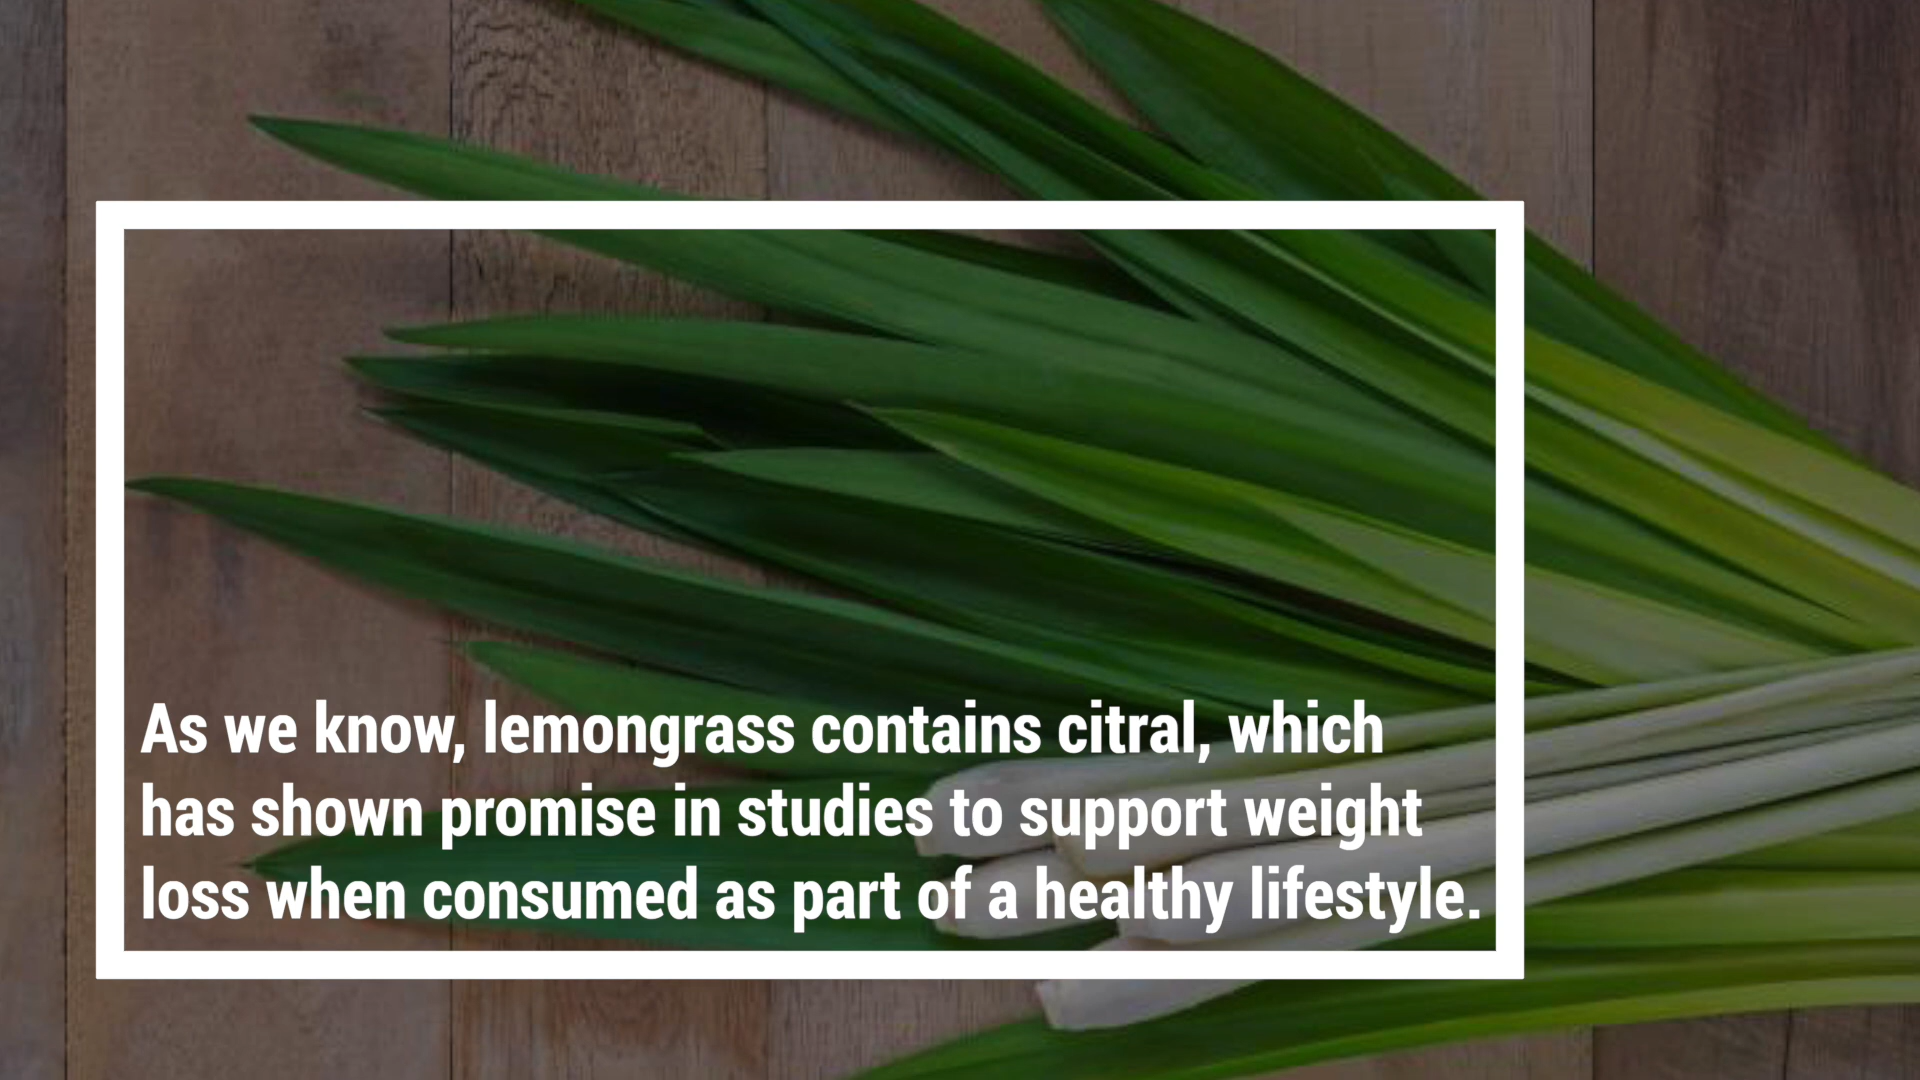 As we know, lemongrass contains citral, which
has shown promise in studies to support weight
loss when consumed as part of a healthy lifestyle.